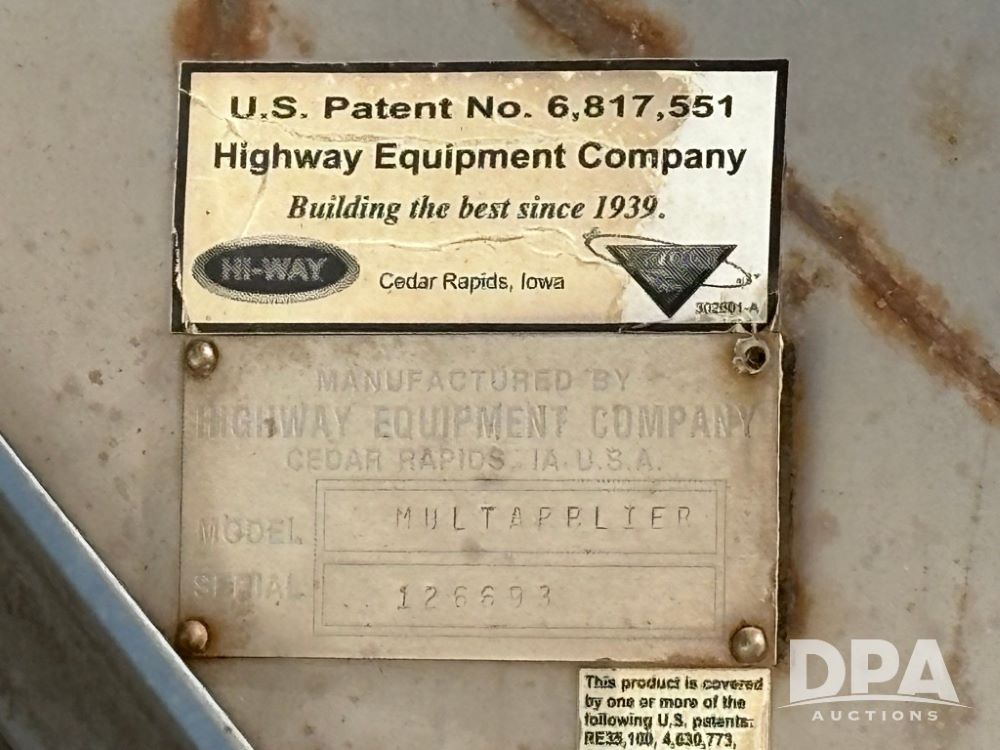 U.S. Patent No. 6,817,551
Highway Equipment Company
Building the best since 1939.
HI-WAY
Cedar Rapids, Iowa
302601-A
MANUFACTURED BY
HIGHWAY EQUIPMENT COMPANY
CEDAR RAPIDS, IA. U.S.A.
MODEL MULTAPPLIER
SERIAL 126693
This product is covered
by one or more of the
following U.S. patents:
RE35,100, 4,630,773,
DPA
AUCTIONS